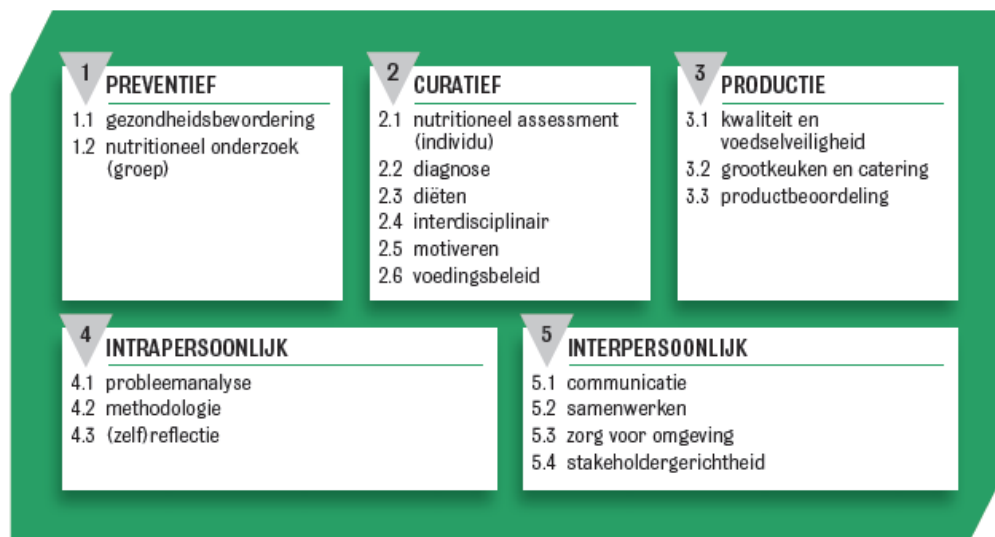 1 PREVENTIEF
1.1 gezondheidsbevordering
1.2 nutritioneel onderzoek
(groep)
2 CURATIEF
2.1 nutritioneel assessment
(individu)
2.2 diagnose
2.3 diëten
2.4 interdisciplinair
2.5 motiveren
2.6 voedingsbeleid
3 PRODUCTIE
3.1 kwaliteit en
voedselveiligheid
3.2 grootkeuken en catering
3.3 productbeoordeling
4 INTRAPERSOONLIJK
4.1 probleemanalyse
4.2 methodologie
4.3 (zelf)reflectie
5 INTERPERSOONLIJK
5.1 communicatie
5.2 samenwerken
5.3 zorg voor omgeving
5.4 stakeholdergerichtheid